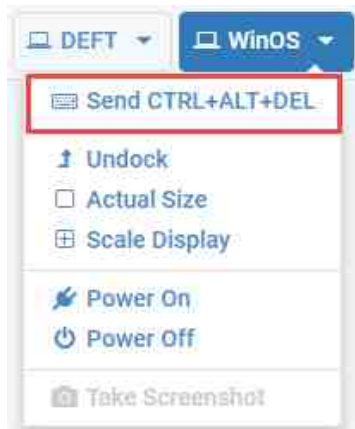 DEFT WinOS
Send CTRL+ALT+DEL
Undock
Actual Size
Scale Display
Power On
Power Off
Take Screenshot